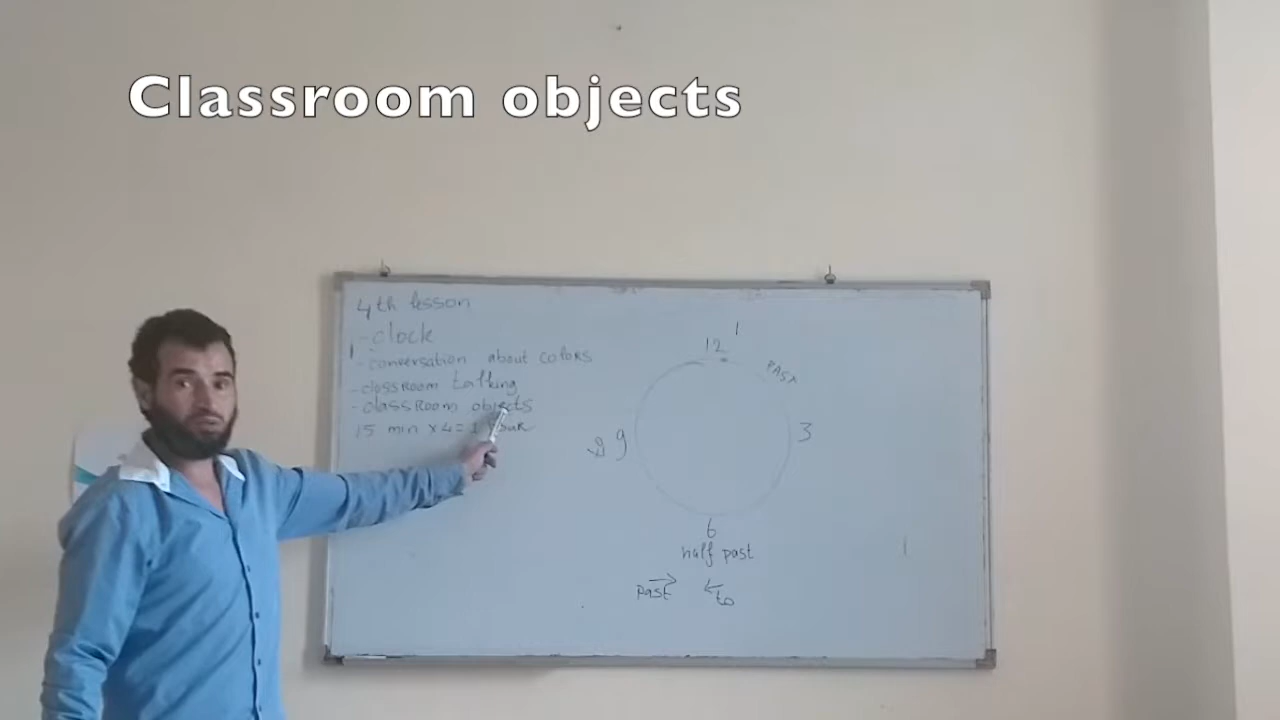 Classroom objects
4th lesson
- clock
- conversation about coloRs
- classRoom talking
- classRoom objects
15 min x 4 = 1 houR
1
12
PAST
9
3
6
half past
past → ← to